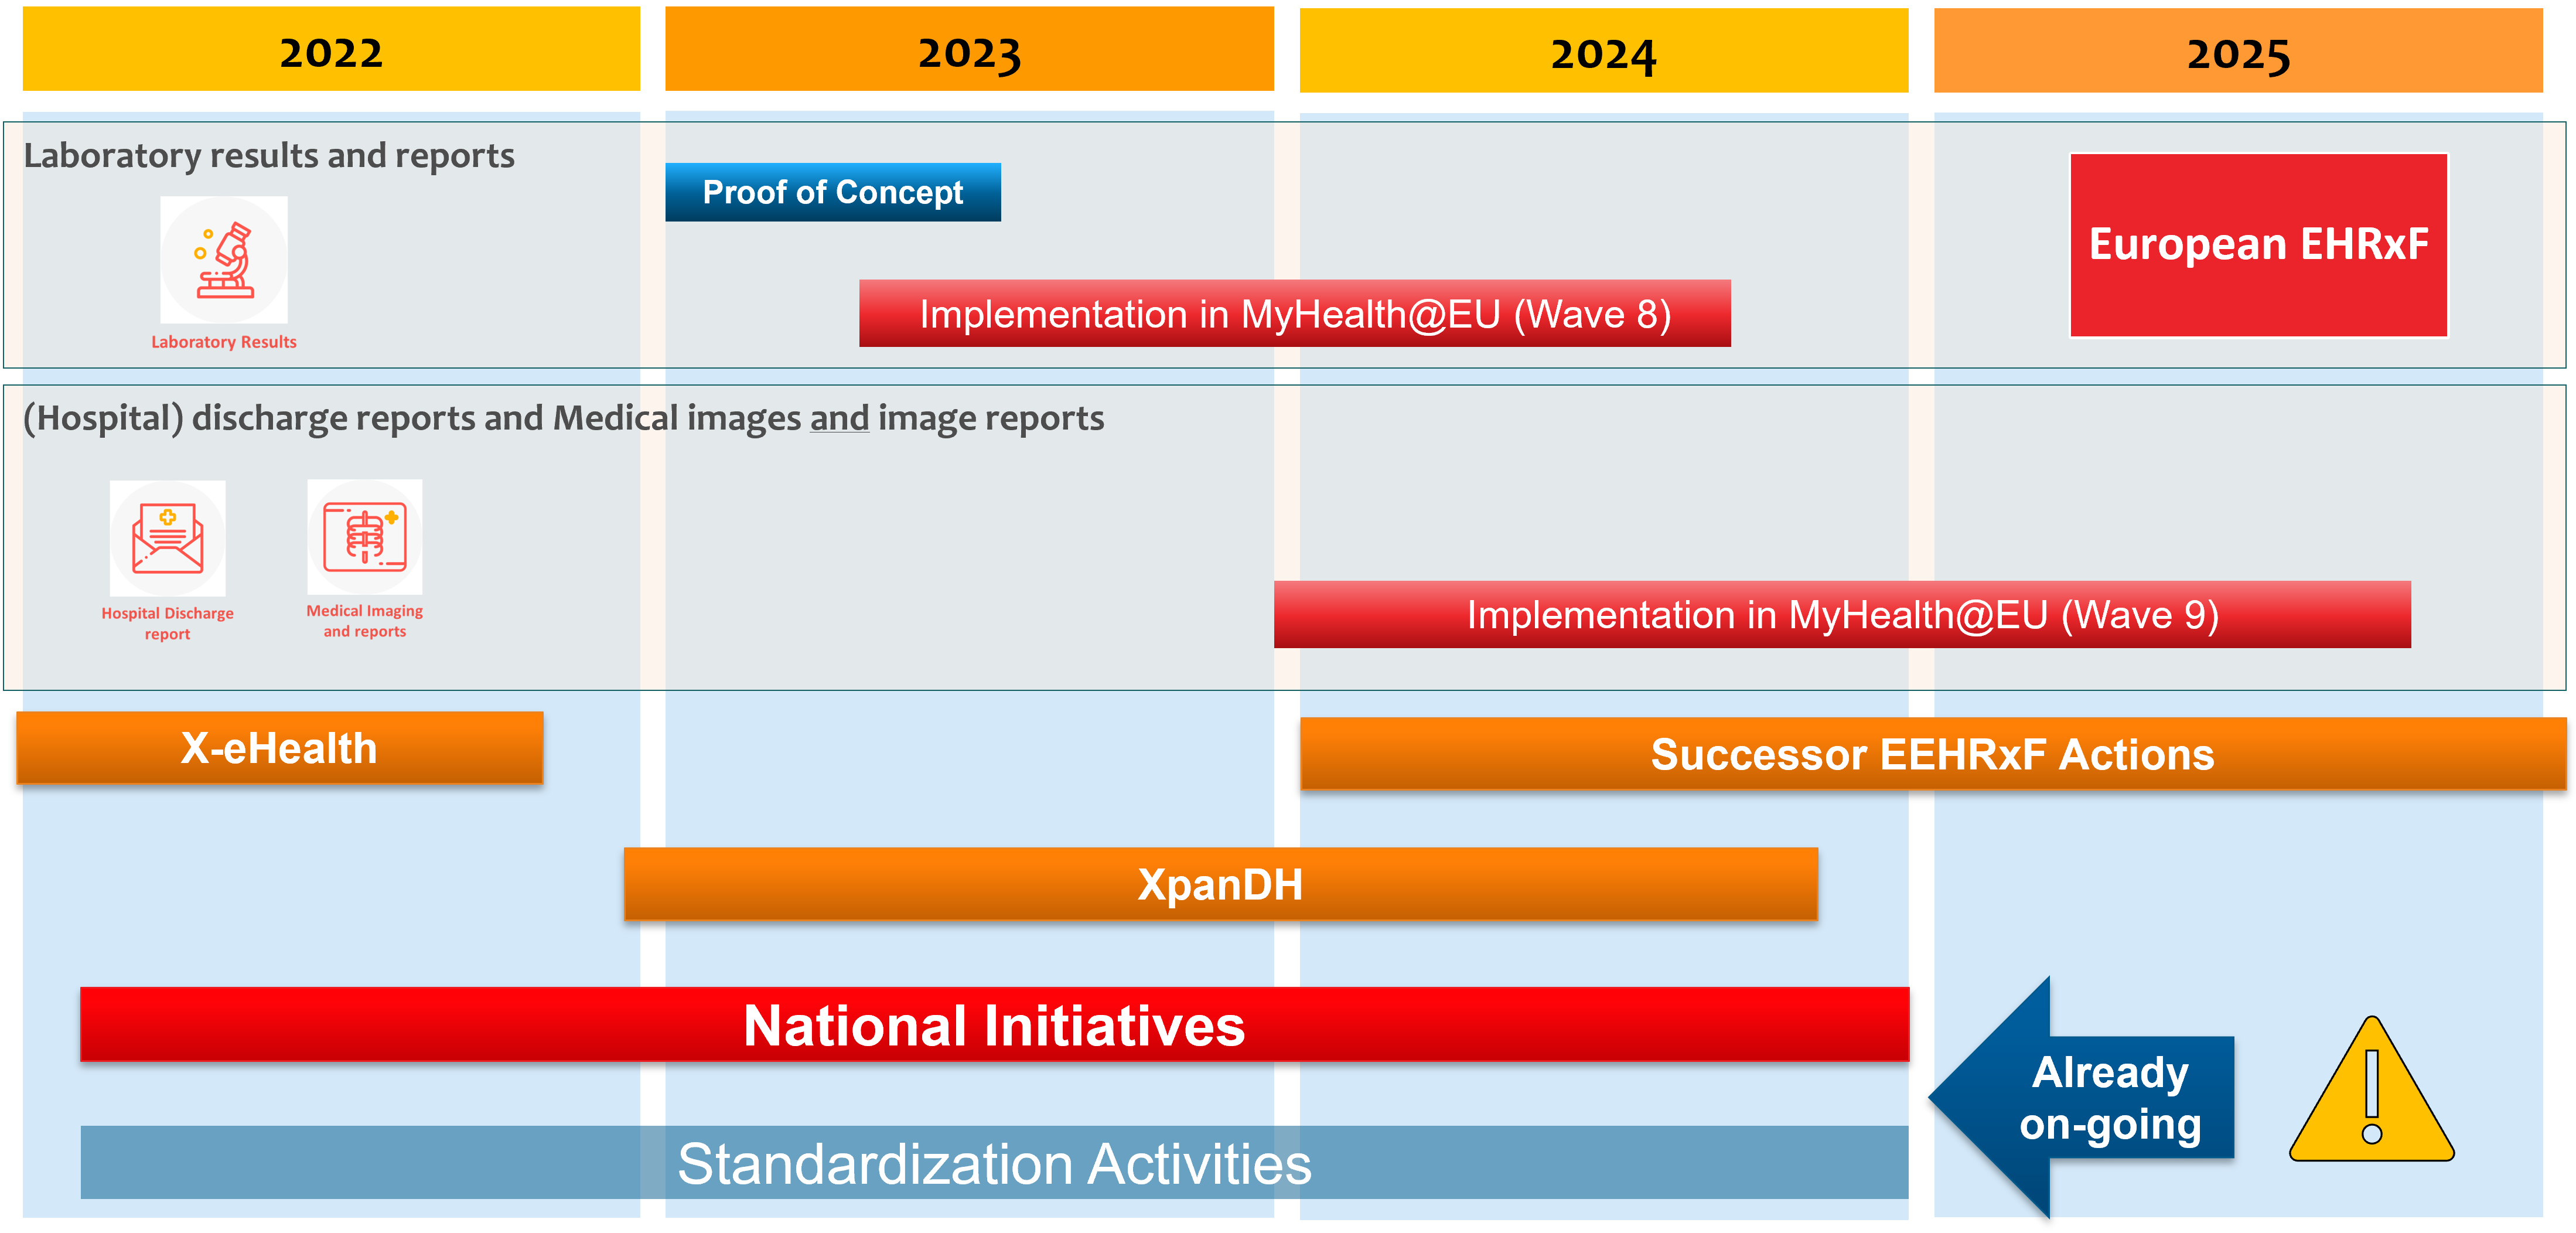 2022
2023
2024
2025
Laboratory results and reports
Proof of Concept
European EHRxF
Implementation in MyHealth@EU (Wave 8)
Laboratory Results
(Hospital) discharge reports and Medical images and image reports
Implementation in MyHealth@EU (Wave 9)
Hospital Discharge
report
Medical Imaging
and reports
X-eHealth
Successor EEHRxF Actions
XpanDH
National Initiatives
Already
on-going
Standardization Activities